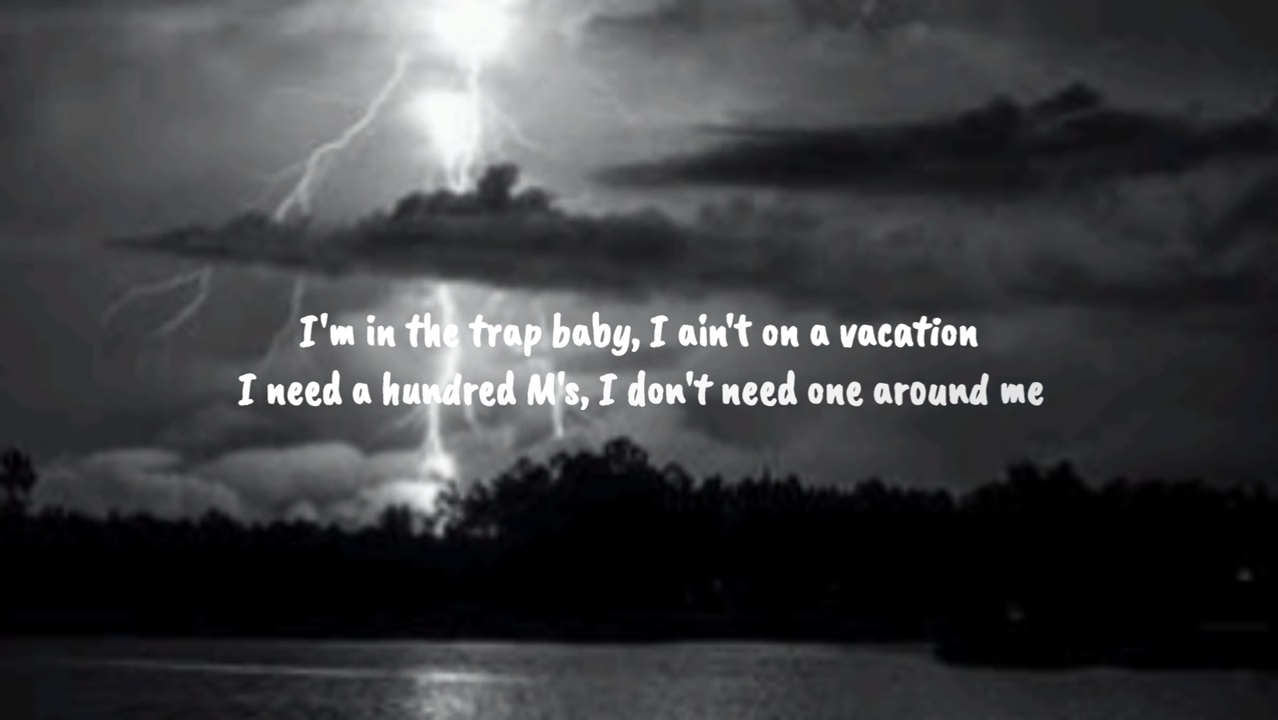 I'm in the trap baby, I ain't on a vacation
I need a hundred M's, I don't need one around me